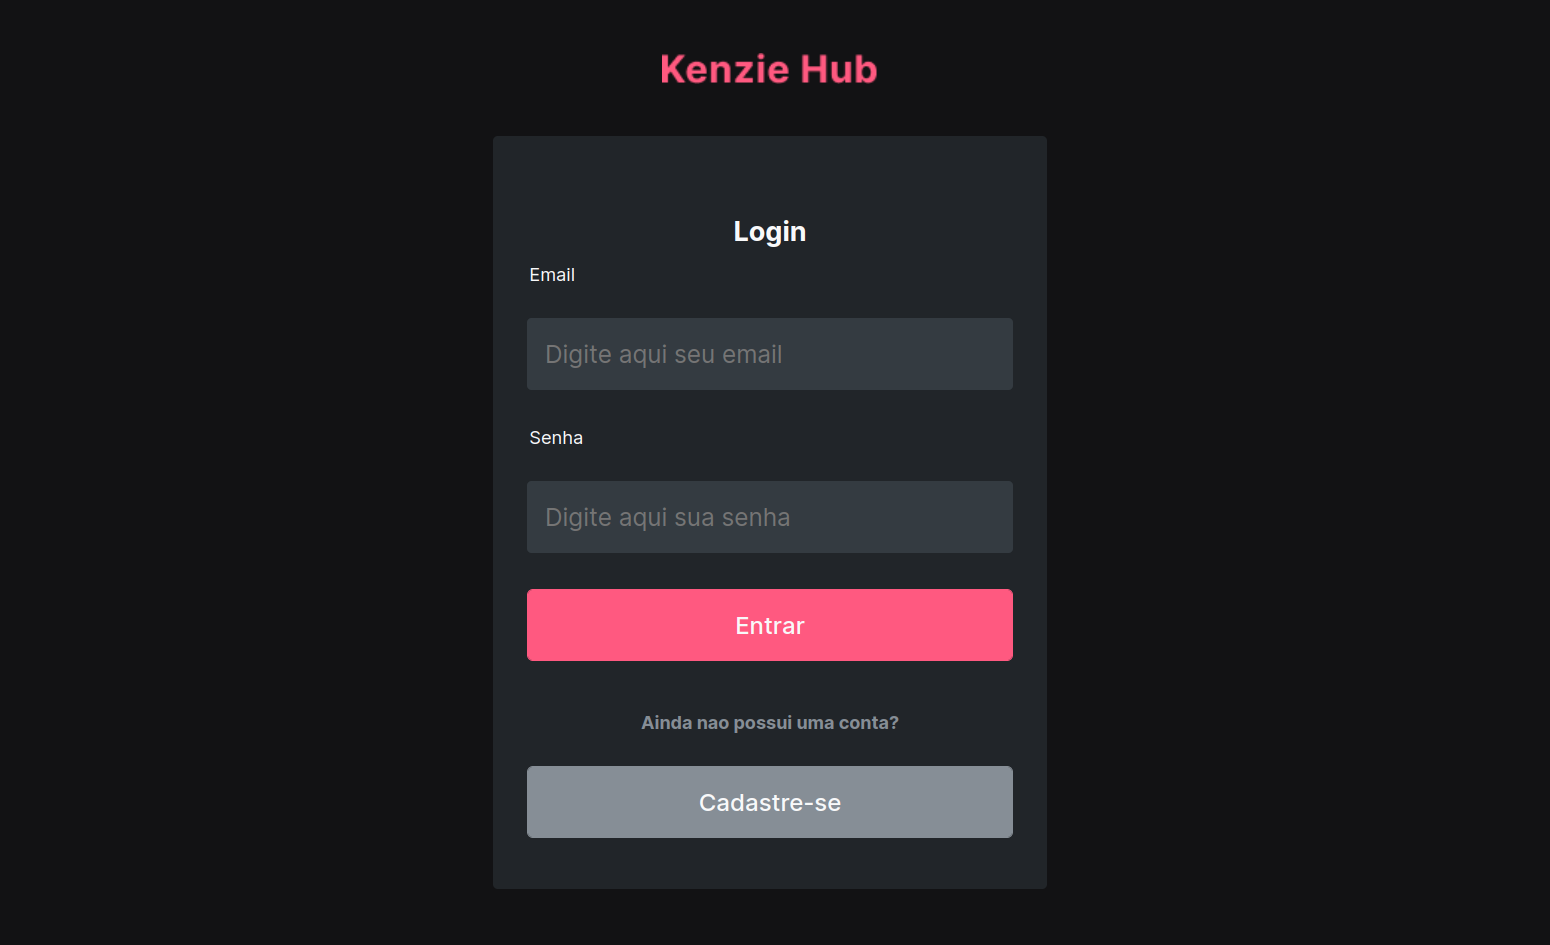 Kenzie Hub
Login
Email
Digite aqui seu email
Senha
Digite aqui sua senha
Entrar
Ainda nao possui uma conta?
Cadastre-se